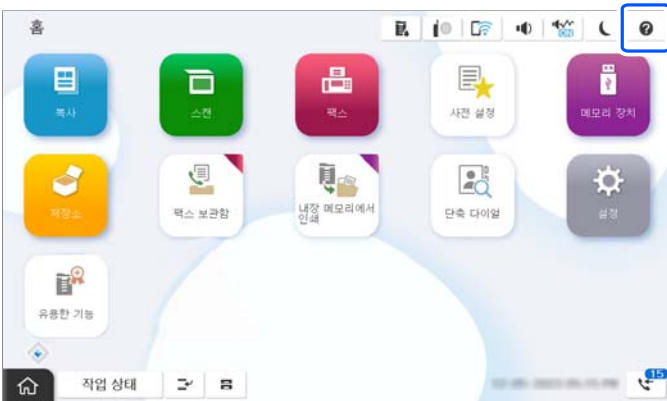 홈
ON
?
복사
스캔
팩스
사전 설정
메모리 장치
저장소
팩스 보관함
내장 메모리에서
인쇄
단축 다이얼
설정
유용한 기능
작업 상태
15